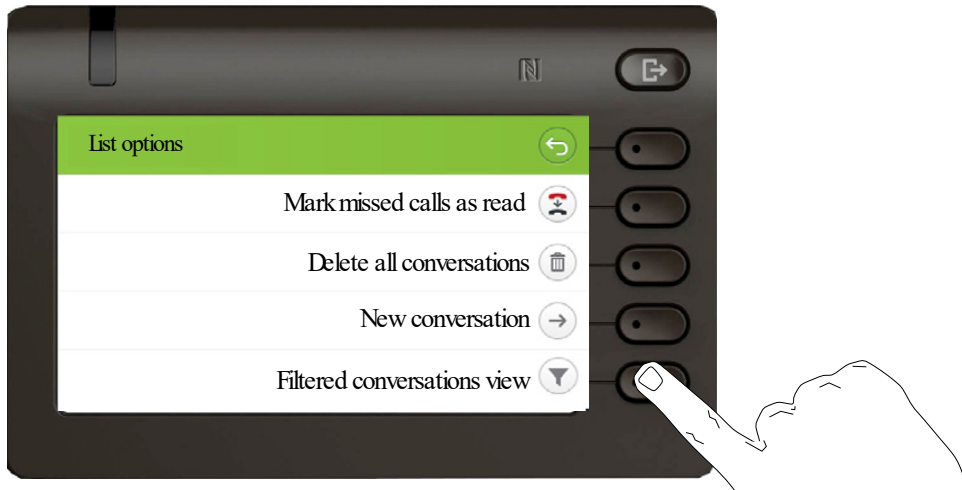 List options
Mark missed calls as read
Delete all conversations
New conversation
Filtered conversations view